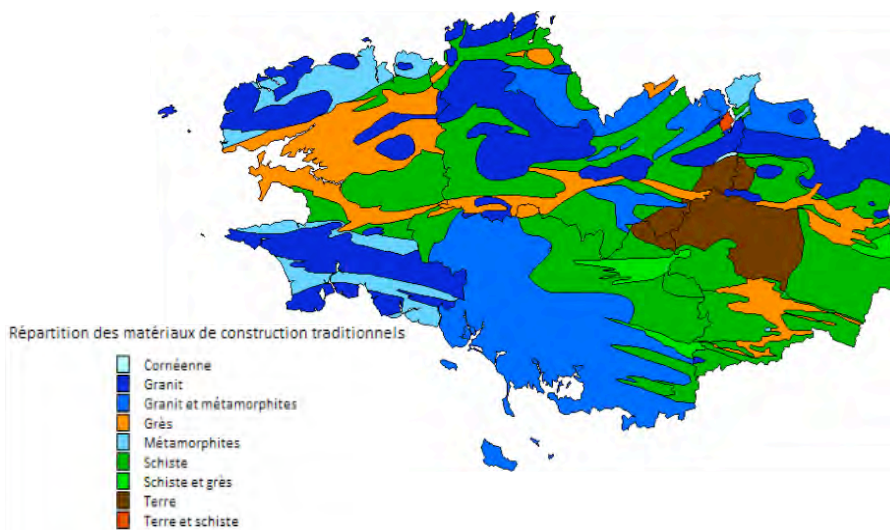 Répartition des matériaux de construction traditionnels
Cornéenne
Granit
Granit et métamorphites
Grès
Métamorphites
Schiste
Schiste et grès
Terre
Terre et schiste